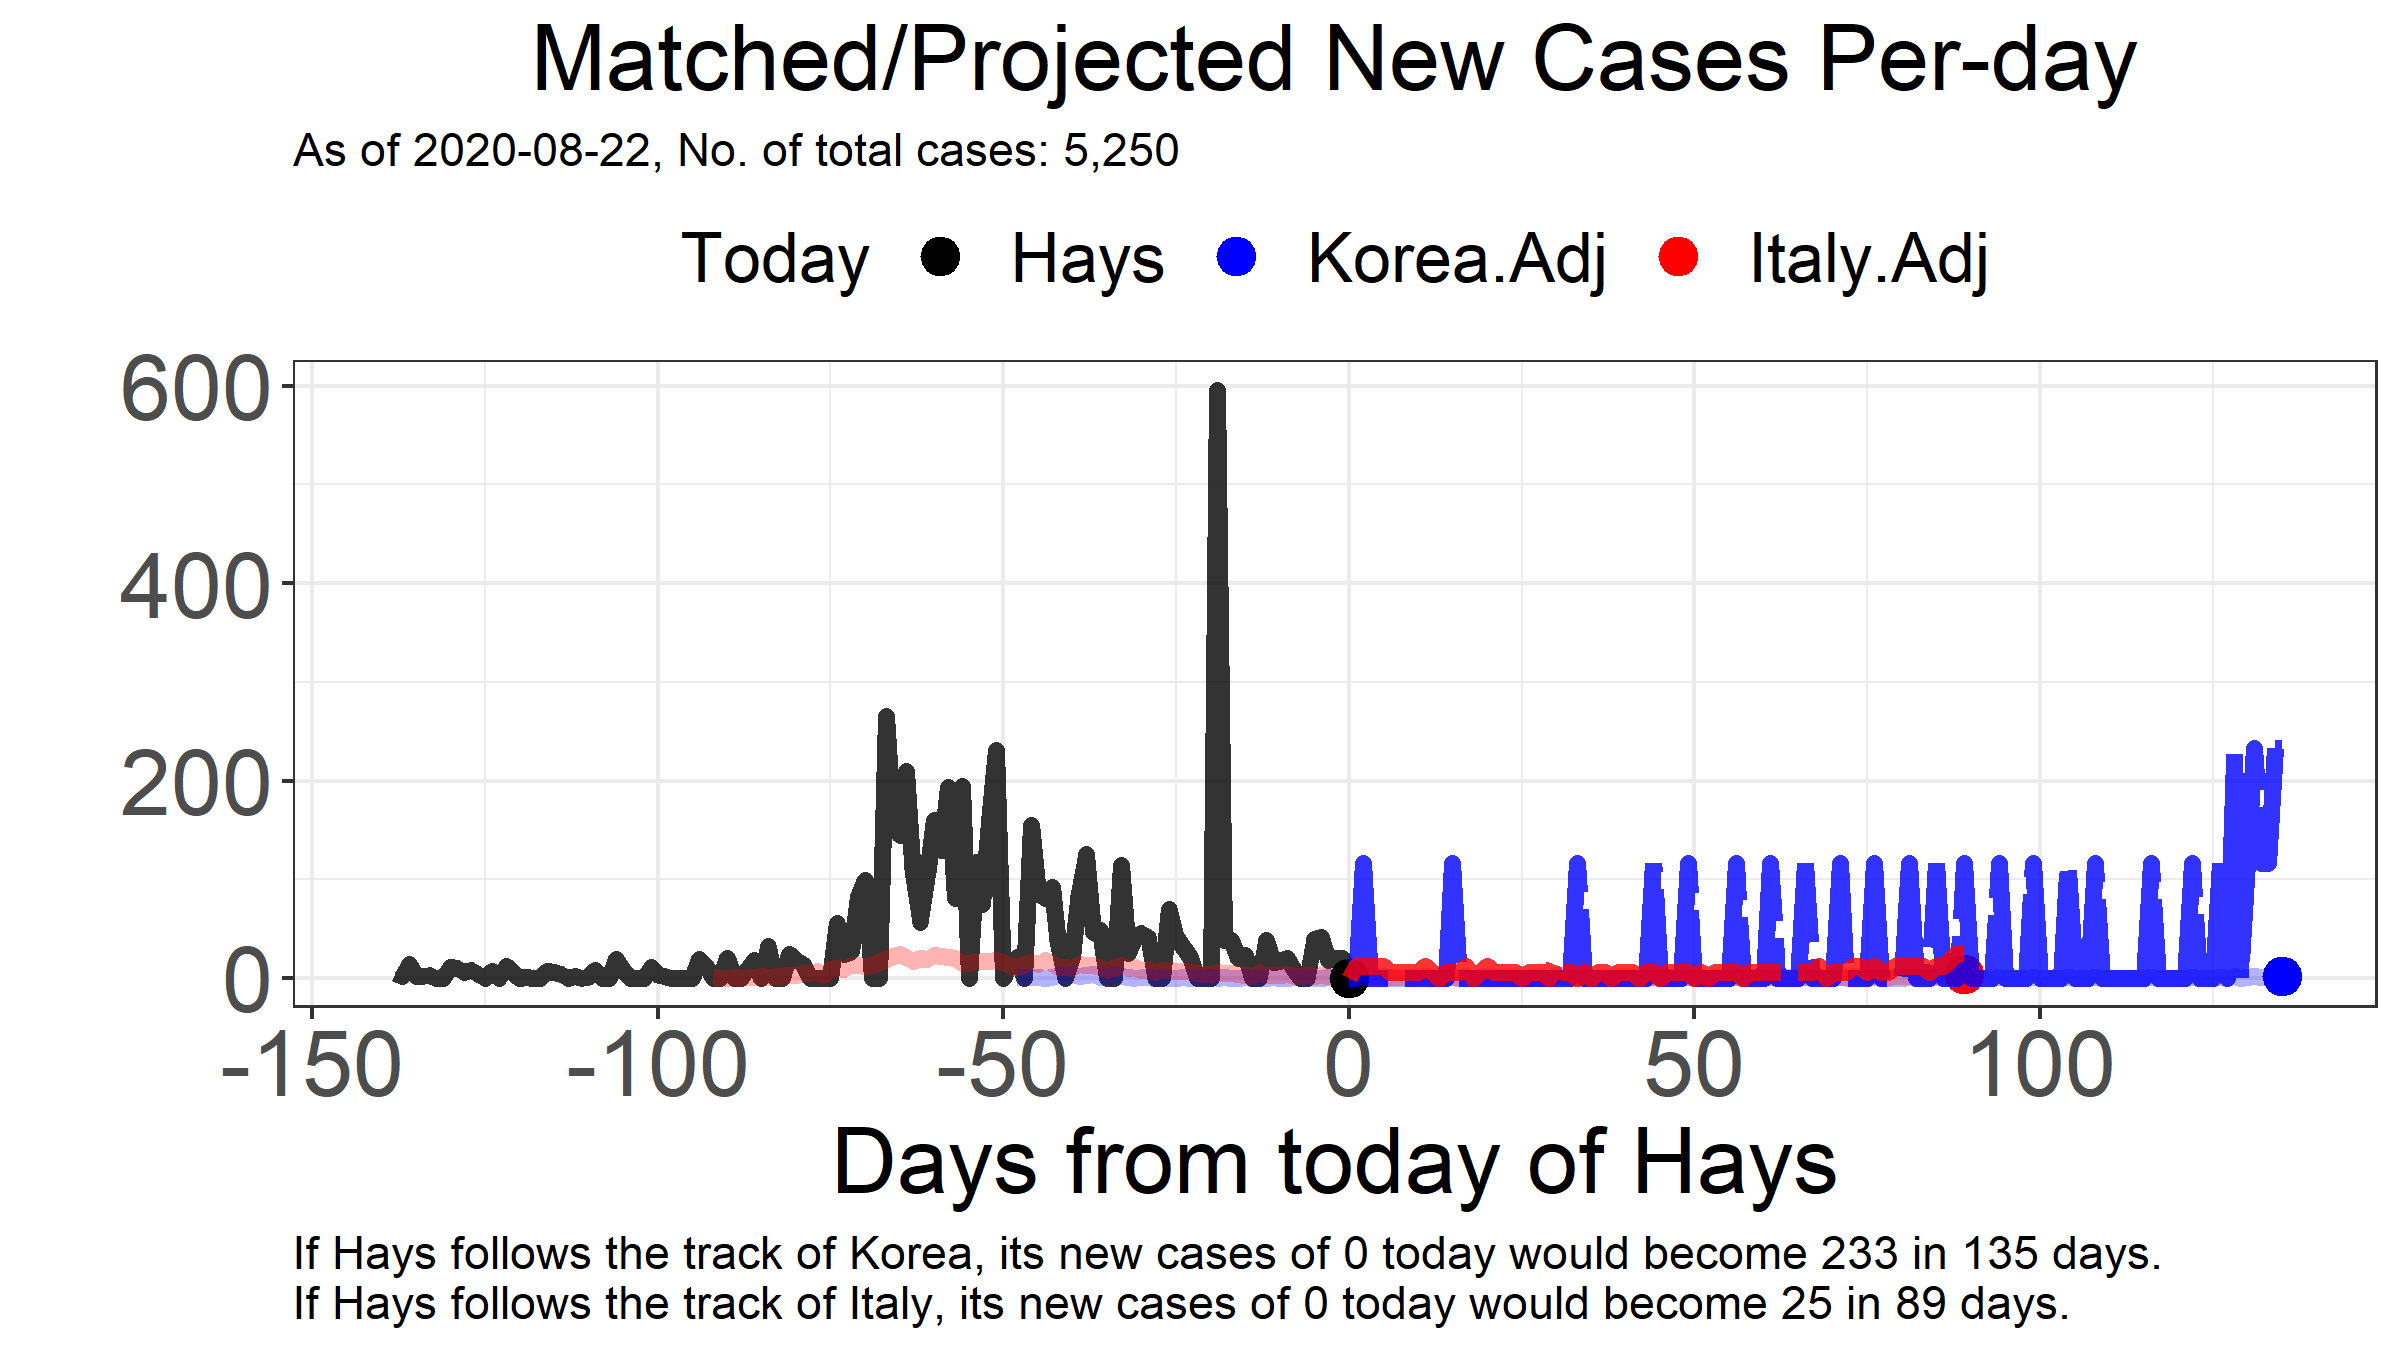 Matched/Projected New Cases Per-day
As of 2020-08-22, No. of total cases: 5,250
Today Hays Korea.Adj Italy.Adj
600
400
200
0
-150 -100 -50 0 50 100
Days from today of Hays
If Hays follows the track of Korea, its new cases of 0 today would become 233 in 135 days.
If Hays follows the track of Italy, its new cases of 0 today would become 25 in 89 days.